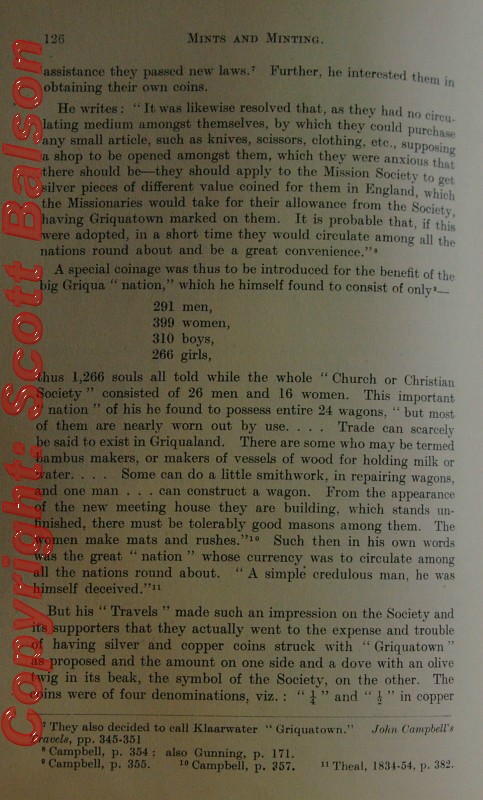 126 MINTS AND MINTING.
assistance they passed new laws.⁷ Further, he interested them in
obtaining their own coins.
He writes: "It was likewise resolved that, as they had no circu-
lating medium amongst themselves, by which they could purchase
any small article, such as knives, scissors, clothing, etc., supposing
a shop to be opened amongst them, which they were anxious that
there should be—they should apply to the Mission Society to get
silver pieces of different value coined for them in England, which
the Missionaries would take for their allowance from the Society,
having Griquatown marked on them. It is probable that, if this
were adopted, in a short time they would circulate among all the
nations round about and be a great convenience."⁸
A special coinage was thus to be introduced for the benefit of the
big Griqua "nation," which he himself found to consist of only⁹—
291 men,
399 women,
310 boys,
266 girls,
thus 1,266 souls all told while the whole "Church or Christian
Society" consisted of 26 men and 16 women. This important
"nation" of his he found to possess entire 24 wagons, "but most
of them are nearly worn out by use. . . . Trade can scarcely
be said to exist in Griqualand. There are some who may be termed
bambus makers, or makers of vessels of wood for holding milk or
water. . . . Some can do a little smithwork, in repairing wagons,
and one man . . . can construct a wagon. From the appearance
of the new meeting house they are building, which stands un-
finished, there must be tolerably good masons among them. The
women make mats and rushes."¹⁰ Such then in his own words
was the great "nation" whose currency was to circulate among
all the nations round about. "A simple credulous man, he was
himself deceived."¹¹
But his "Travels" made such an impression on the Society and
its supporters that they actually went to the expense and trouble
of having silver and copper coins struck with "Griquatown"
as proposed and the amount on one side and a dove with an olive
twig in its beak, the symbol of the Society, on the other. The
coins were of four denominations, viz.: "¼" and "½" in copper
⁷ They also decided to call Klaarwater "Griquatown." John Campbell's
Travels, pp. 345-351
⁸ Campbell, p. 354; also Gunning, p. 171.
⁹ Campbell, p. 355. ¹⁰ Campbell, p. 357. ¹¹ Theal, 1834-54, p. 382.
Copyright: Scott Balson